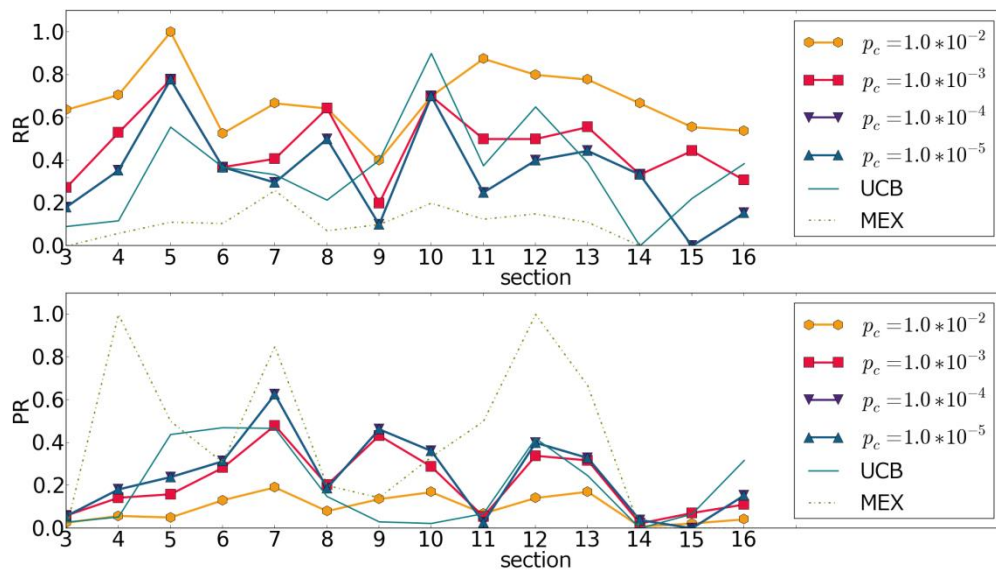 RR
1.0
0.8
0.6
0.4
0.2
0.0
3 4 5 6 7 8 9 10 11 12 13 14 15 16
section
p_c = 1.0 * 10^{-2}
p_c = 1.0 * 10^{-3}
p_c = 1.0 * 10^{-4}
p_c = 1.0 * 10^{-5}
UCB
MEX
PR
1.0
0.8
0.6
0.4
0.2
0.0
3 4 5 6 7 8 9 10 11 12 13 14 15 16
section
p_c = 1.0 * 10^{-2}
p_c = 1.0 * 10^{-3}
p_c = 1.0 * 10^{-4}
p_c = 1.0 * 10^{-5}
UCB
MEX